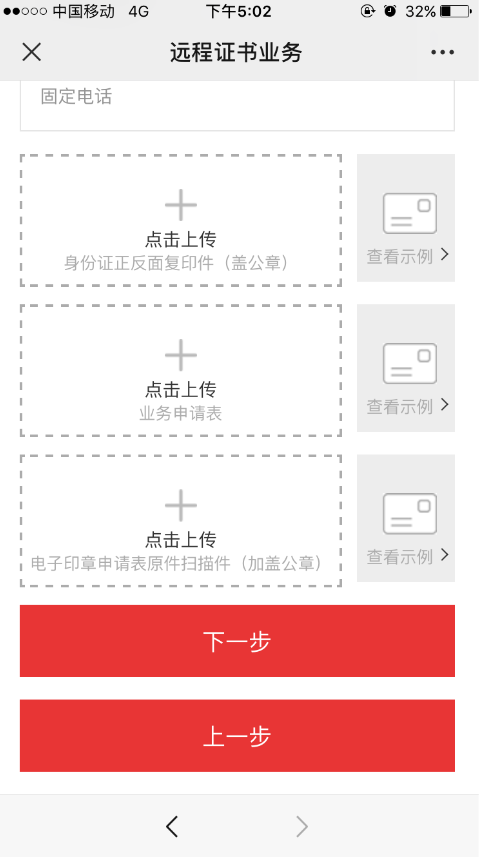 中国移动 4G 下午5:02 32%
远程证书业务
固定电话
点击上传
身份证正反面复印件（盖公章）
查看示例
点击上传
业务申请表
查看示例
点击上传
电子印章申请表原件扫描件（加盖公章）
查看示例
下一步
上一步